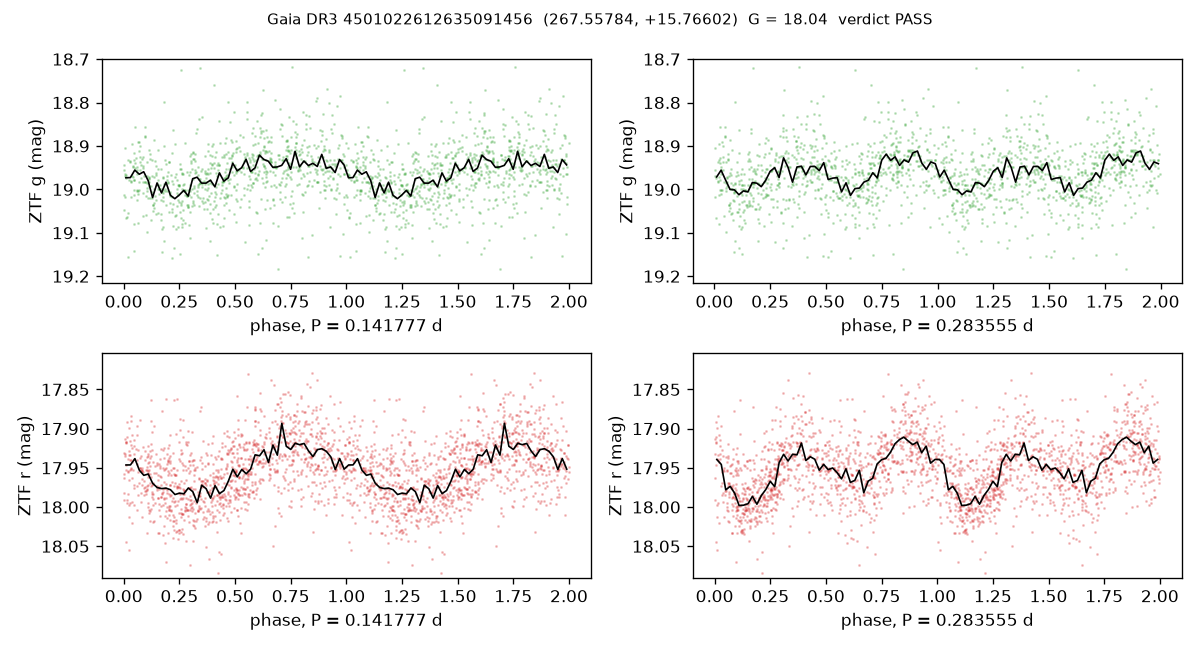 Gaia DR3 4501022612635091456 (267.55784, +15.76602) G = 18.04 verdict PASS
ZTF g (mag)
18.7
18.8
18.9
19.0
19.1
19.2
0.00 0.25 0.50 0.75 1.00 1.25 1.50 1.75 2.00
phase, P = 0.141777 d
ZTF g (mag)
18.7
18.8
18.9
19.0
19.1
19.2
0.00 0.25 0.50 0.75 1.00 1.25 1.50 1.75 2.00
phase, P = 0.283555 d
ZTF r (mag)
17.85
17.90
17.95
18.00
18.05
0.00 0.25 0.50 0.75 1.00 1.25 1.50 1.75 2.00
phase, P = 0.141777 d
ZTF r (mag)
17.85
17.90
17.95
18.00
18.05
0.00 0.25 0.50 0.75 1.00 1.25 1.50 1.75 2.00
phase, P = 0.283555 d